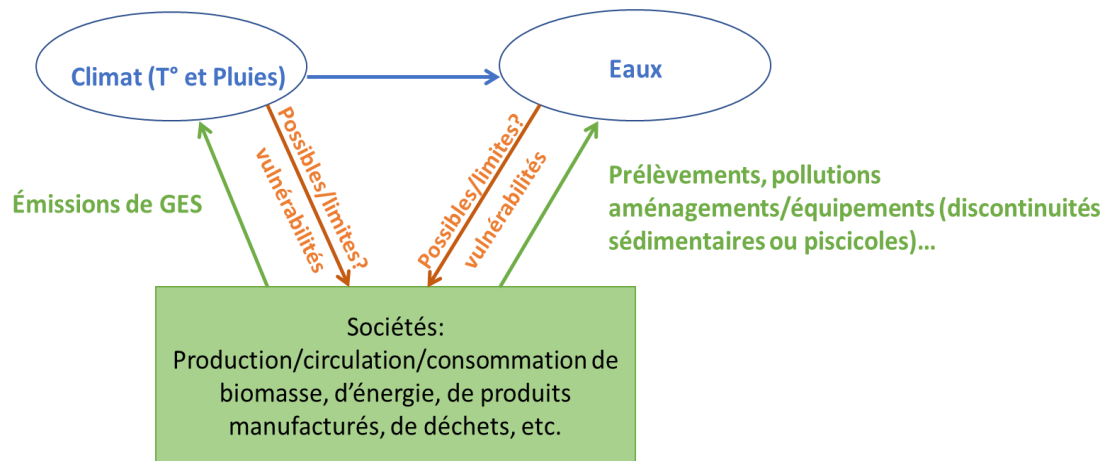 Climat (T° et Pluies)
Eaux
Possibles/limites?
vulnérabilités
Possibles/limites?
vulnérabilités
Émissions de GES
Prélèvements, pollutions
aménagements/équipements (discontinuités
sédimentaires ou piscicoles)…
Sociétés:
Production/circulation/consommation de
biomasse, d’énergie, de produits
manufacturés, de déchets, etc.